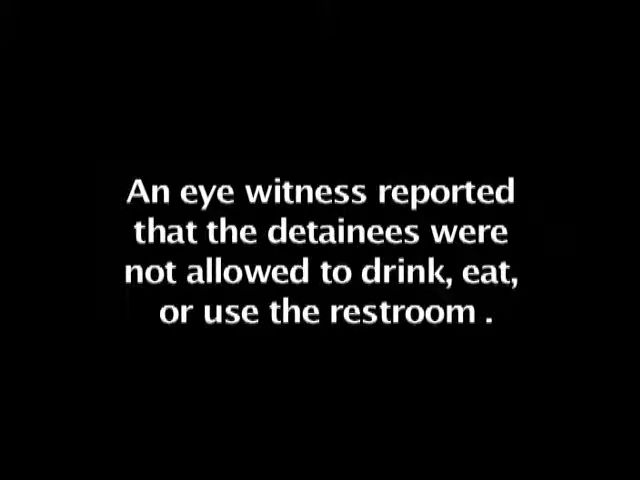 An eye witness reported
that the detainees were
not allowed to drink, eat,
or use the restroom .